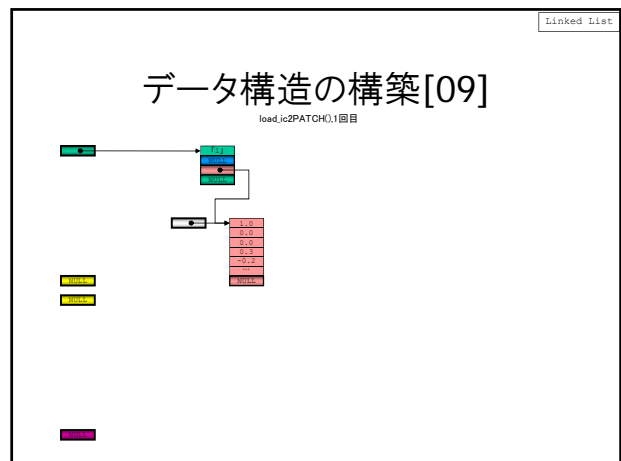 Linked List
データ構造の構築[09]
load_ic2PATCH(),1回目
「i」
NULL
NULL
1.0
0.0
0.0
0.3
-0.2
…
NULL
NULL
NULL
NULL